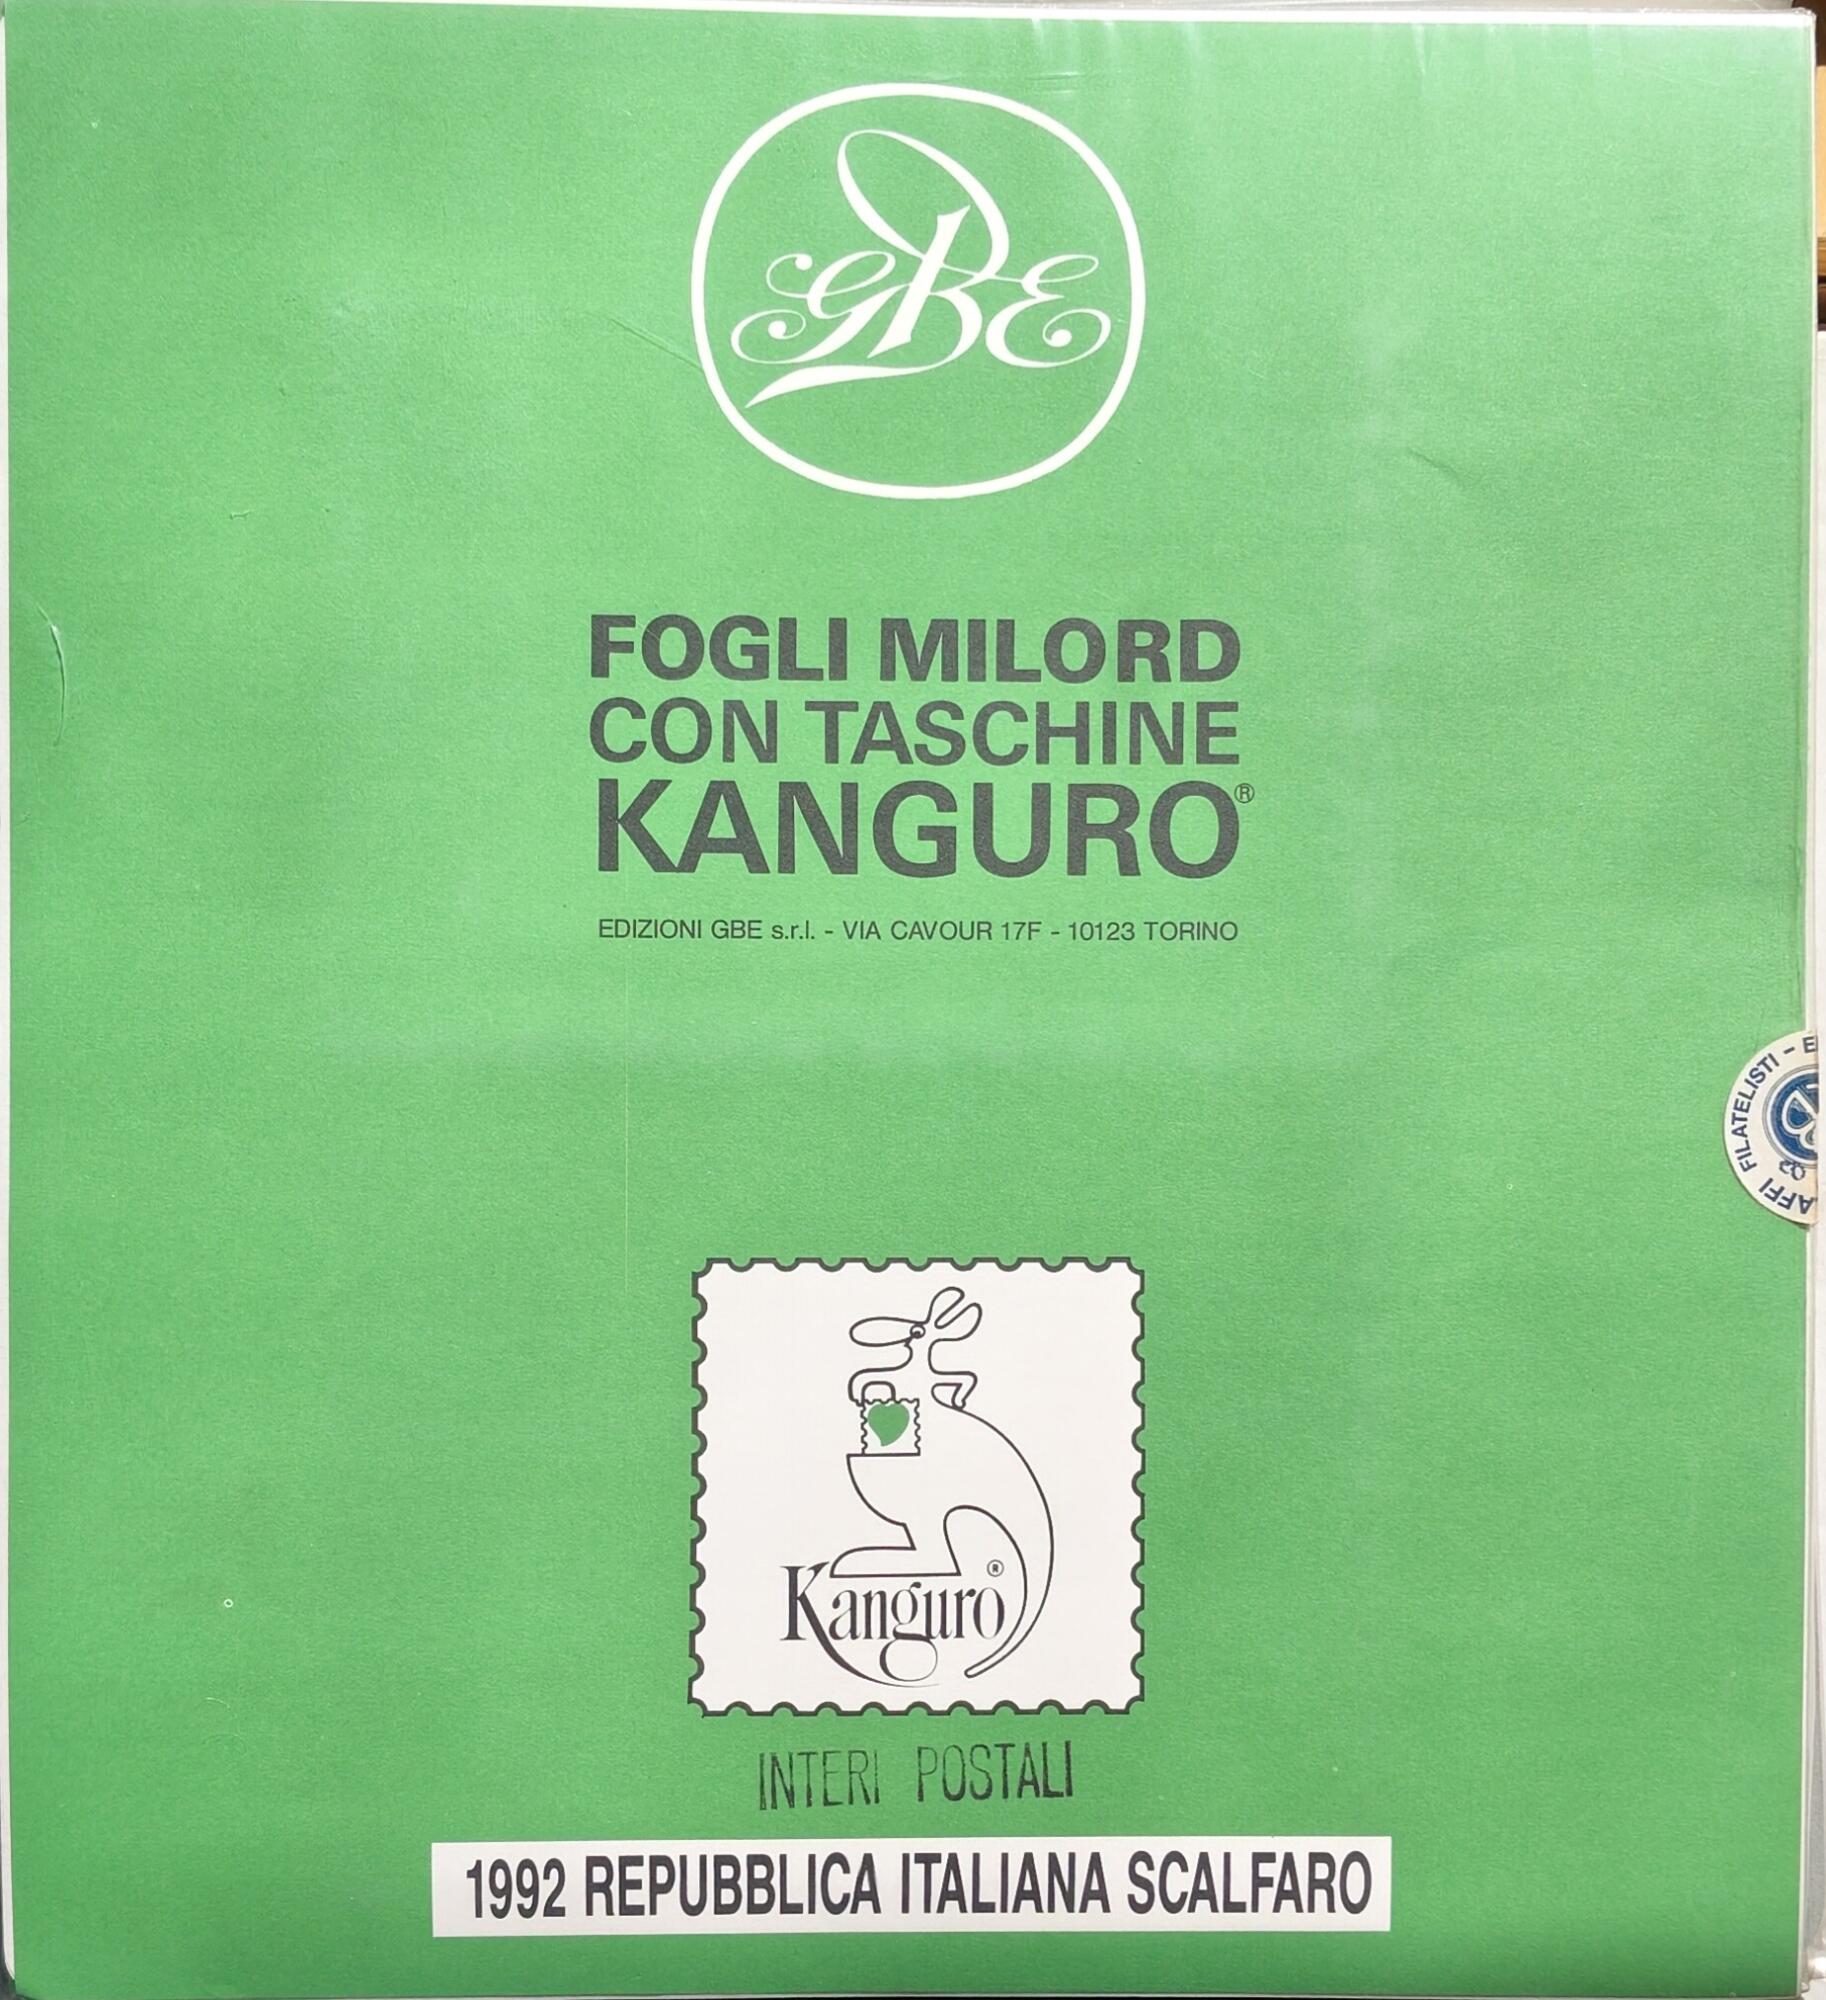 GBE
FOGLI MILORD
CON TASCHINE
KANGURO®
EDIZIONI GBE s.r.l. - VIA CAVOUR 17F - 10123 TORINO
AFFI FILATELISTI - E
Kanguro®
INTERI POSTALI
1992 REPUBBLICA ITALIANA SCALFARO